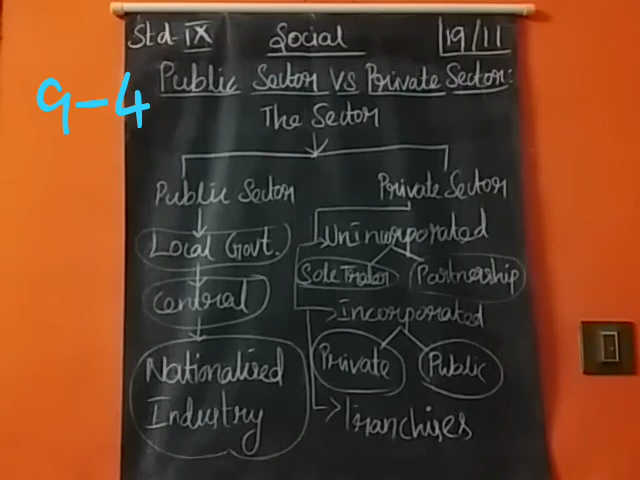 Std-IX Social 19/11
9-4
Public Sector VS Private Sector:
The Sector
Public Sector Private Sector
Unincorporated
Local Govt.
Sole Trader Partnership
Central
Incorporated
Private Public
Nationalised
Industry
Franchises